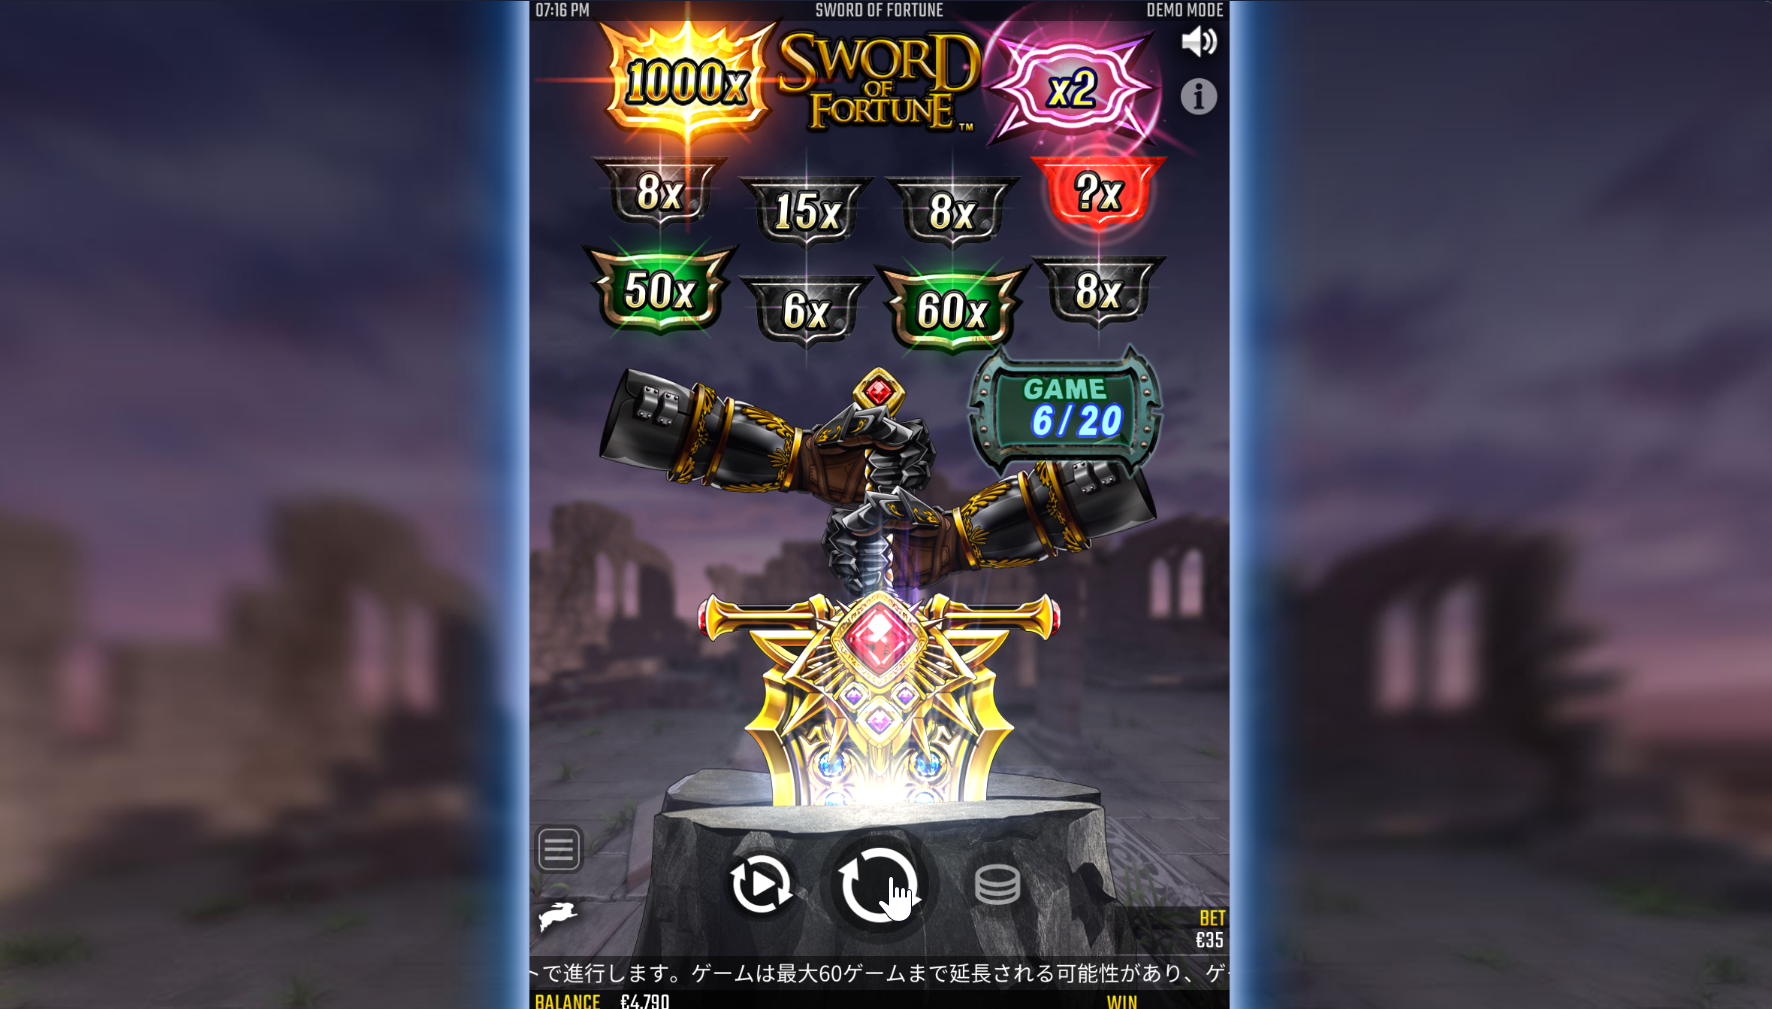 07:16 PM SWORD OF FORTUNE DEMO MODE
1000x SWORD OF FORTUNE™ x2
8x 15x 8x ?x
50x 6x 60x 8x
GAME
6/20
BET
€35
トで進行します。ゲームは最大60ゲームまで延長される可能性があり、ゲ
BALANCE €4,790 WIN